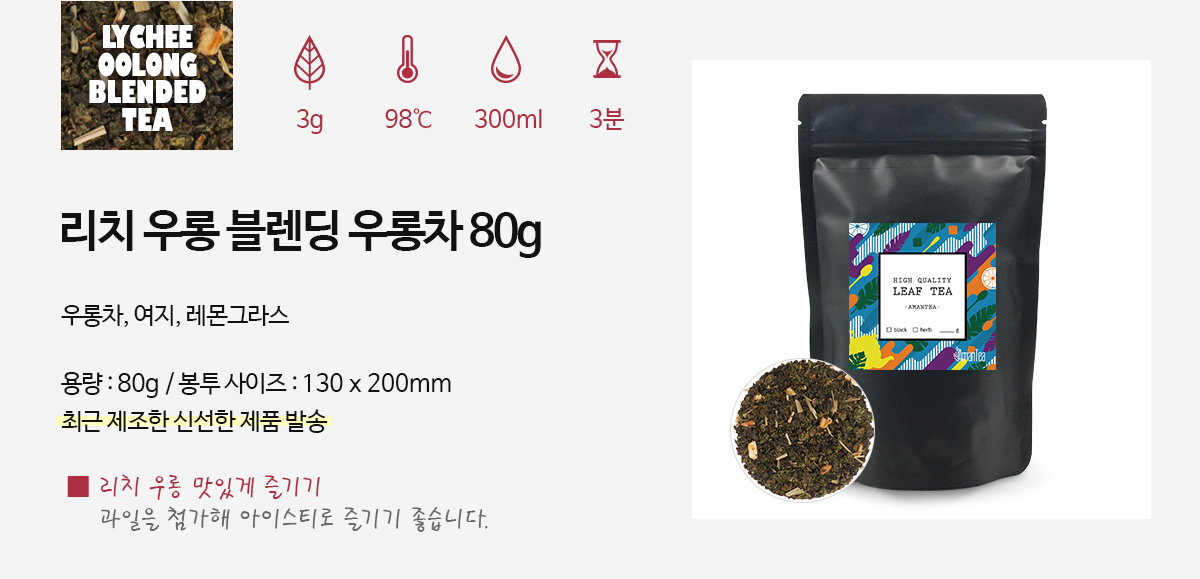 LYCHEE
OOLONG
BLENDED
TEA
3g
98℃
300ml
3분
리치 우롱 블렌딩 우롱차 80g
우롱차, 여지, 레몬그라스
용량 : 80g / 봉투 사이즈 : 130 x 200mm
최근 제조한 신선한 제품 발송
■ 리치 우롱 맛있게 즐기기
과일을 첨가해 아이스티로 즐기기 좋습니다.
HIGH QUALITY
LEAF TEA
-AMANTEA-
□ black □ herb ____ g
AmanTea